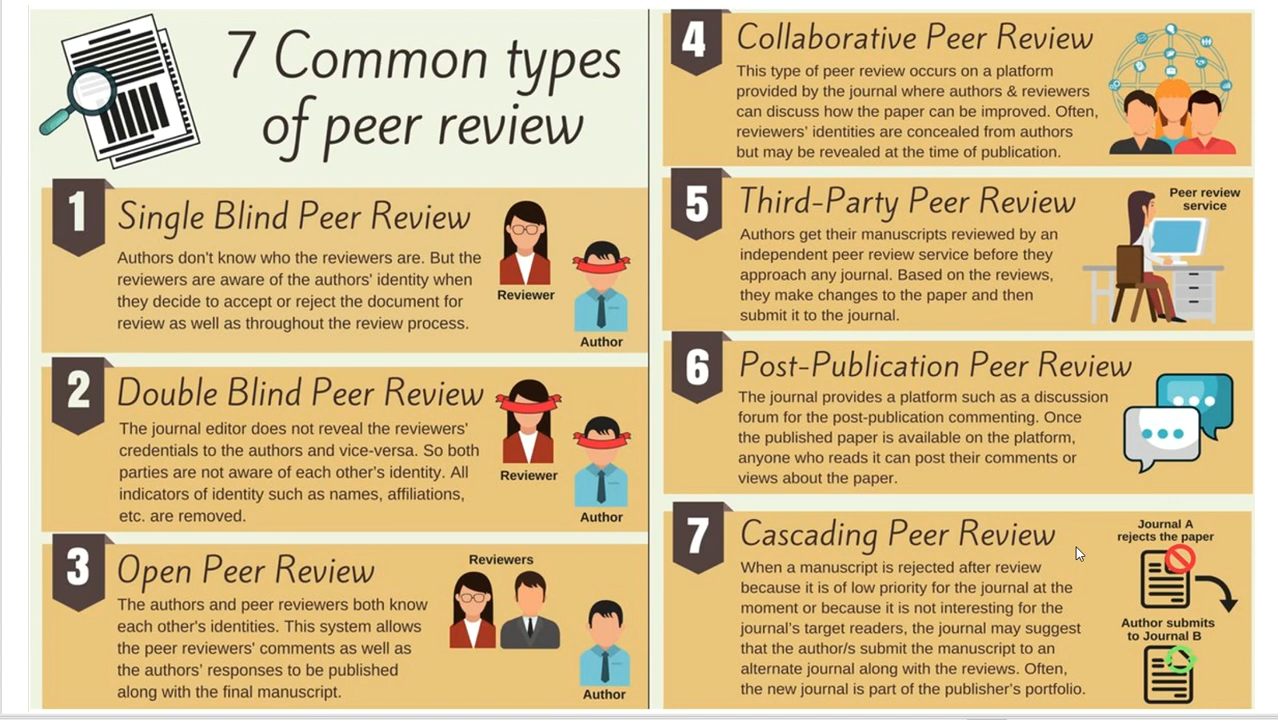 7 Common types
of peer review
1
Single Blind Peer Review
Authors don't know who the reviewers are. But the
reviewers are aware of the authors' identity when
they decide to accept or reject the document for
review as well as throughout the review process.
Reviewer
Author
2
Double Blind Peer Review
The journal editor does not reveal the reviewers'
credentials to the authors and vice-versa. So both
parties are not aware of each other's identity. All
indicators of identity such as names, affiliations,
etc. are removed.
Reviewer
Author
3
Open Peer Review
The authors and peer reviewers both know
each other's identities. This system allows
the peer reviewers' comments as well as
the authors' responses to be published
along with the final manuscript.
Reviewers
Author
4
Collaborative Peer Review
This type of peer review occurs on a platform
provided by the journal where authors & reviewers
can discuss how the paper can be improved. Often,
reviewers' identities are concealed from authors
but may be revealed at the time of publication.
5
Third-Party Peer Review
Authors get their manuscripts reviewed by an
independent peer review service before they
approach any journal. Based on the reviews,
they make changes to the paper and then
submit it to the journal.
Peer review
service
6
Post-Publication Peer Review
The journal provides a platform such as a discussion
forum for the post-publication commenting. Once
the published paper is available on the platform,
anyone who reads it can post their comments or
views about the paper.
7
Cascading Peer Review
When a manuscript is rejected after review
because it is of low priority for the journal at the
moment or because it is not interesting for the
journal's target readers, the journal may suggest
that the author/s submit the manuscript to an
alternate journal along with the reviews. Often,
the new journal is part of the publisher's portfolio.
Journal A
rejects the paper
Author submits
to Journal B